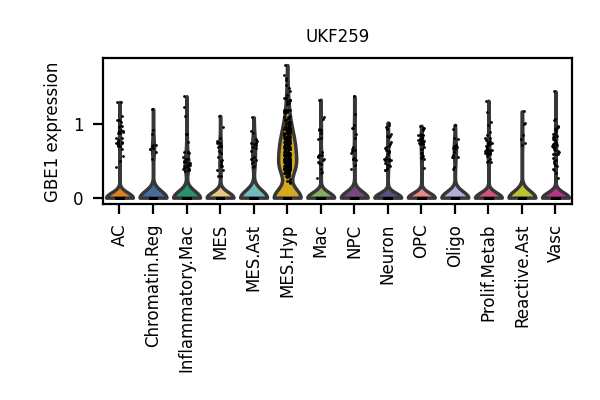 UKF259
GBE1 expression
1
0
AC
Chromatin.Reg
Inflammatory.Mac
MES
MES.Ast
MES.Hyp
Mac
NPC
Neuron
OPC
Oligo
Prolif.Metab
Reactive.Ast
Vasc